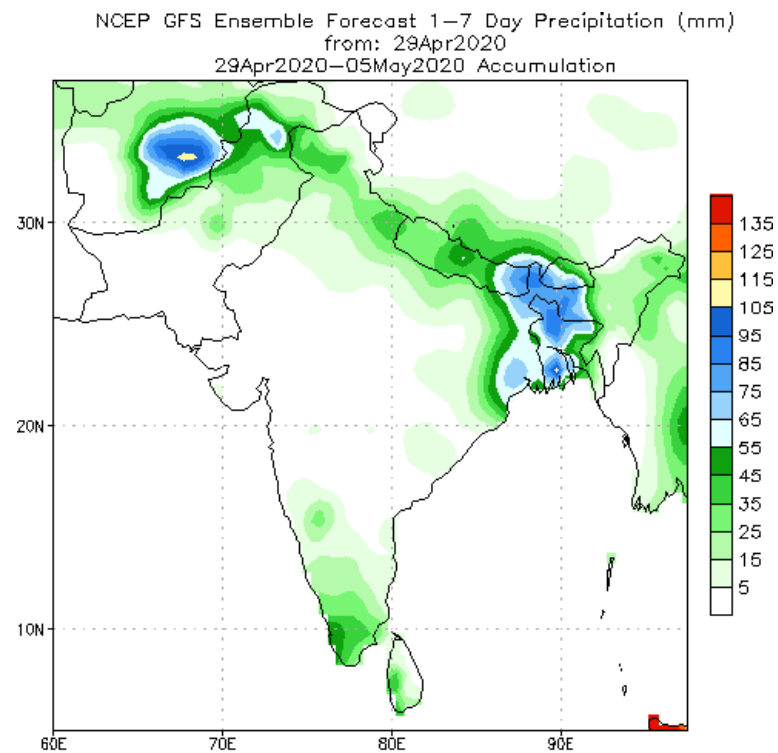 NCEP GFS Ensemble Forecast 1-7 Day Precipitation (mm)
from: 29Apr2020
29Apr2020-05May2020 Accumulation
30N
20N
10N
60E
70E
80E
90E
135
125
115
105
95
85
75
65
55
45
35
25
15
5